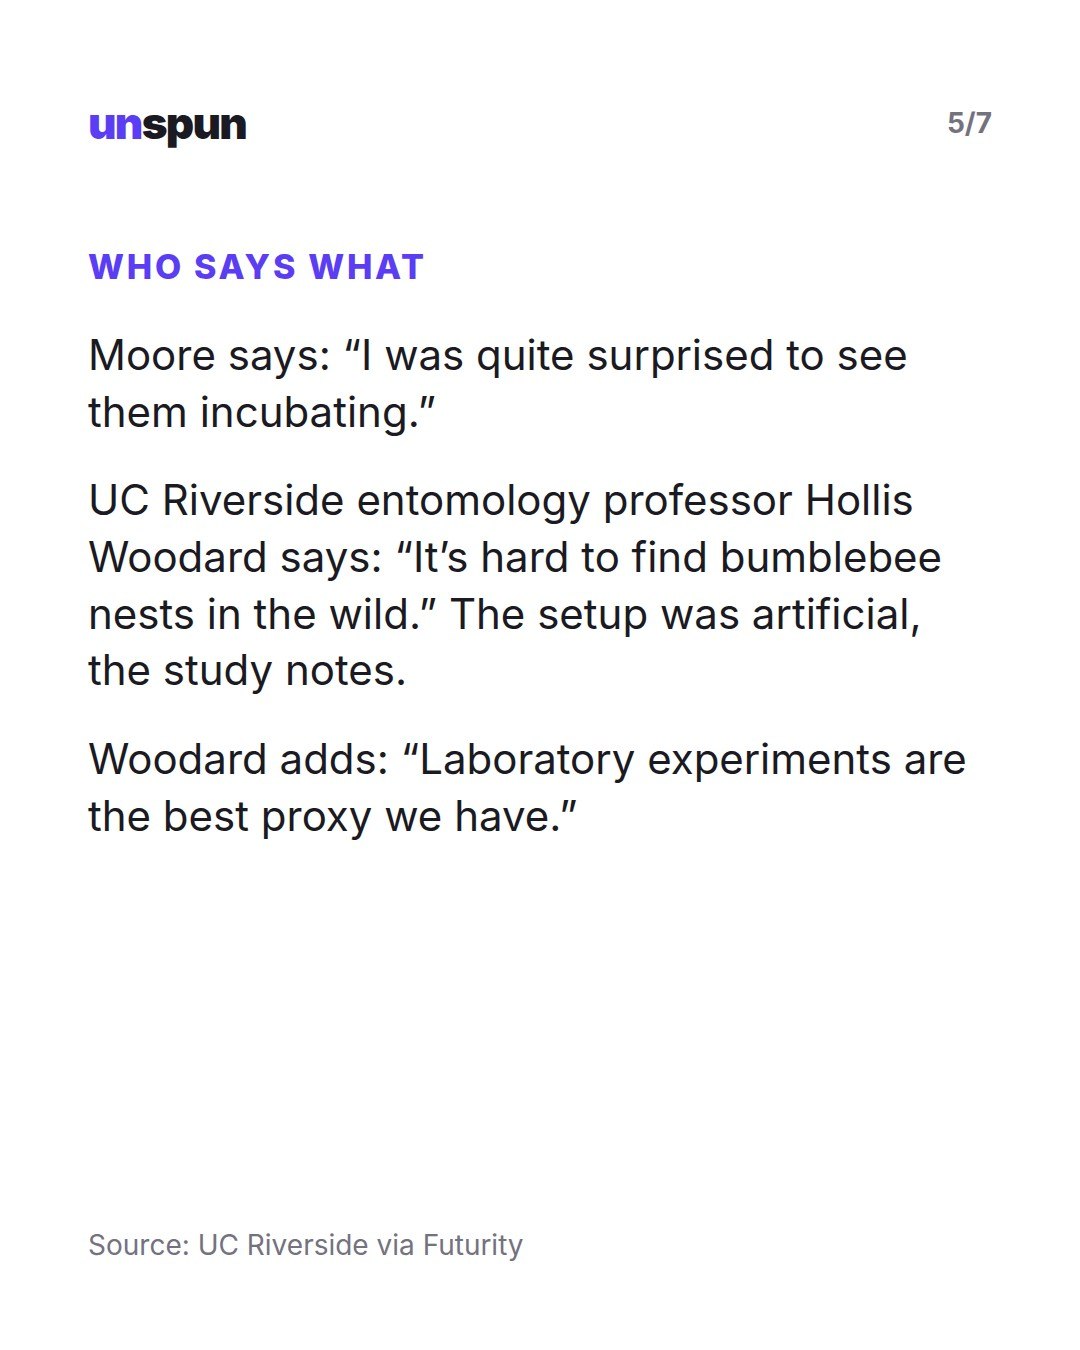 unspun
5/7
WHO SAYS WHAT
Moore says: “I was quite surprised to see
them incubating.”
UC Riverside entomology professor Hollis
Woodard says: “It’s hard to find bumblebee
nests in the wild.” The setup was artificial,
the study notes.
Woodard adds: “Laboratory experiments are
the best proxy we have.”
Source: UC Riverside via Futurity